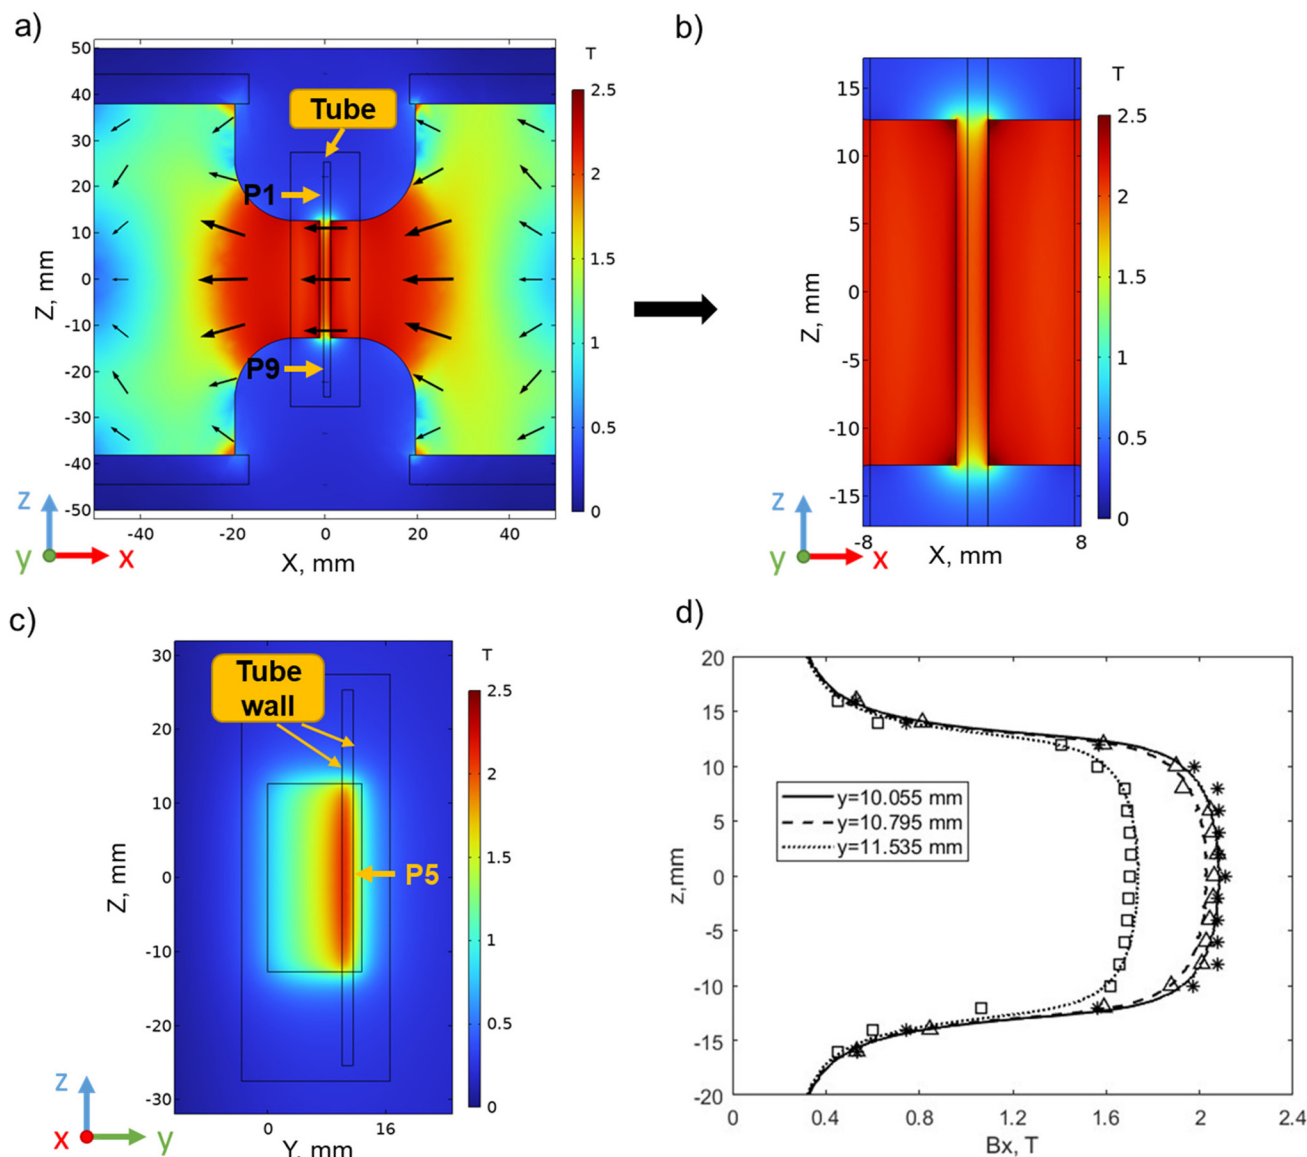 a)
T
50
40
30
20
10
0
-10
-20
-30
-40
-50
Z, mm
-40
-20
0
20
40
X, mm
Tube
P1
P9
2.5
2
1.5
1
0.5
0
z
y
x
b)
T
15
10
5
0
-5
-10
-15
Z, mm
-8
8
X, mm
2.5
2
1.5
1
0.5
0
z
y
x
c)
T
30
20
10
0
-10
-20
-30
Z, mm
0
16
Y, mm
Tube
wall
P5
2.5
2
1.5
1
0.5
0
z
x
y
d)
20
15
10
5
0
-5
-10
-15
-20
z,mm
y=10.055 mm
y=10.795 mm
y=11.535 mm
0
0.4
0.8
1.2
1.6
2
2.4
Bx, T